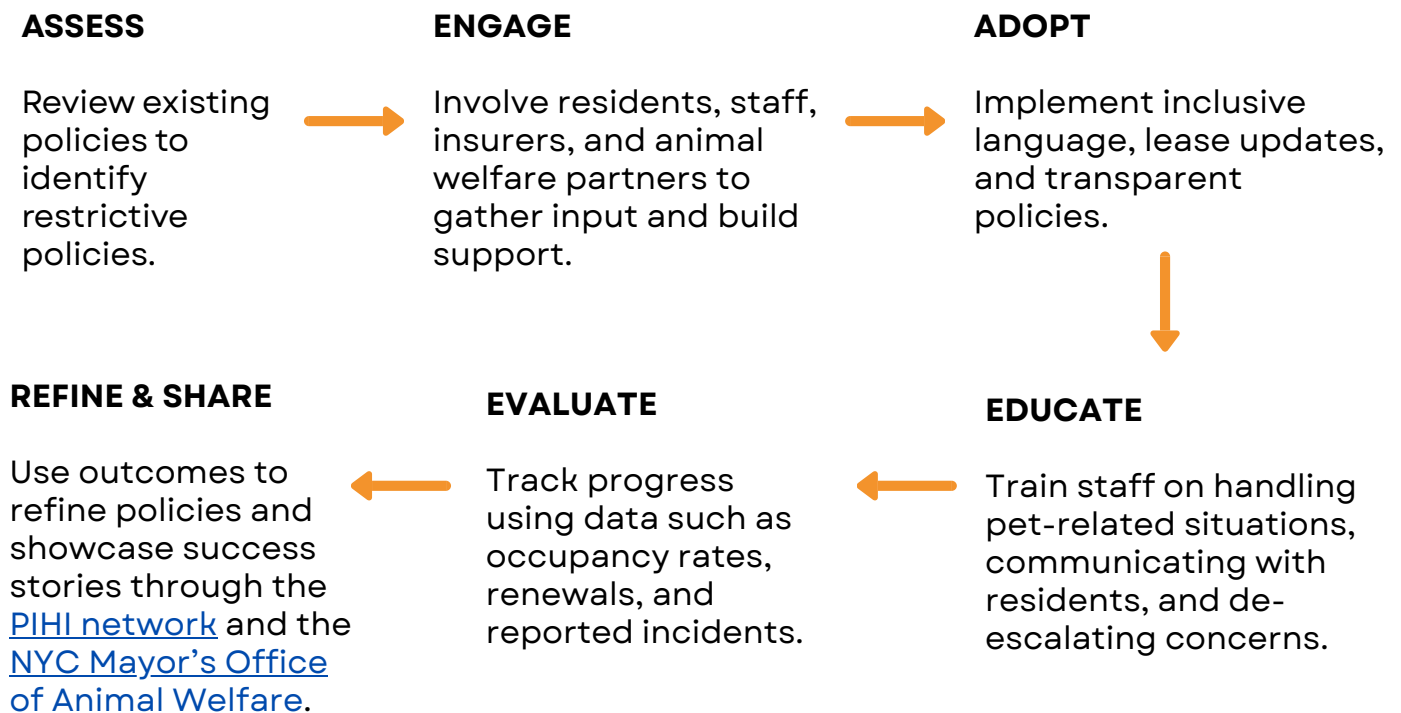 ASSESS
Review existing
policies to
identify
restrictive
policies.
ENGAGE
Involve residents, staff,
insurers, and animal
welfare partners to
gather input and build
support.
ADOPT
Implement inclusive
language, lease updates,
and transparent
policies.
EDUCATE
Train staff on handling
pet-related situations,
communicating with
residents, and de-
escalating concerns.
EVALUATE
Track progress
using data such as
occupancy rates,
renewals, and
reported incidents.
REFINE & SHARE
Use outcomes to
refine policies and
showcase success
stories through the
PIHI network and the
NYC Mayor’s Office
of Animal Welfare.